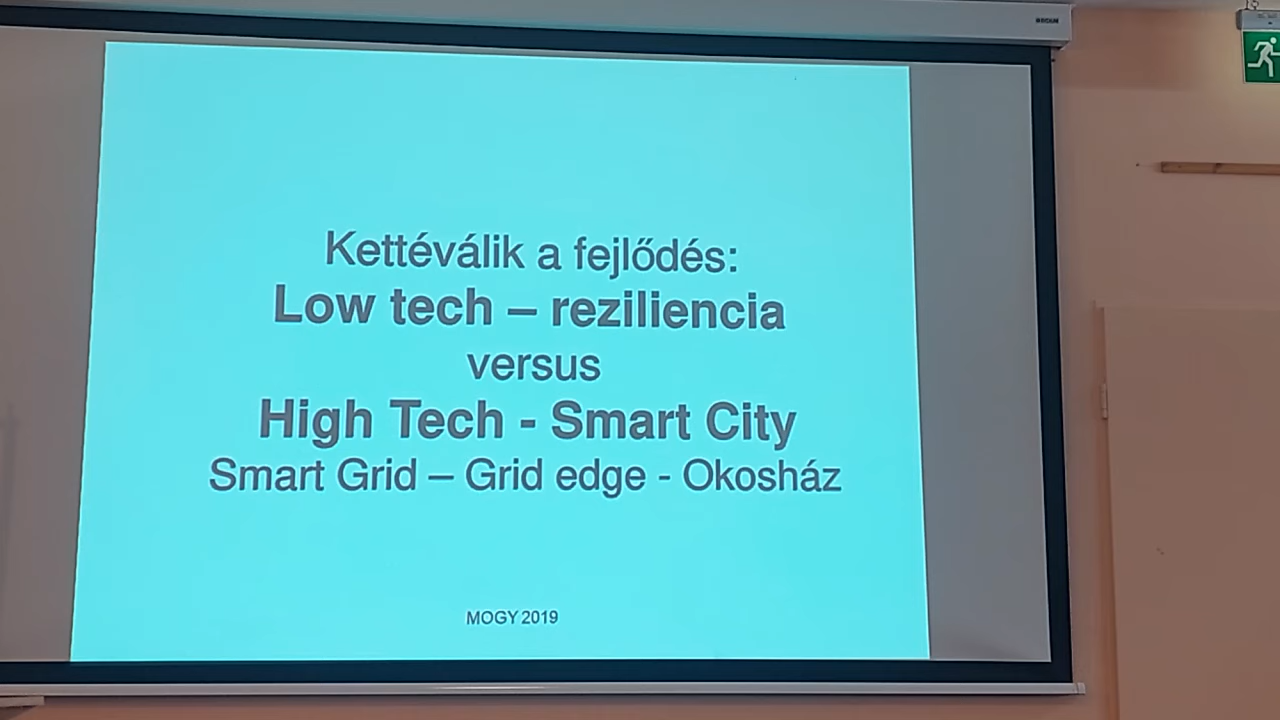 Kettéválik a fejlődés:
Low tech – reziliencia
versus
High Tech - Smart City
Smart Grid – Grid edge - Okosház
MOGY 2019